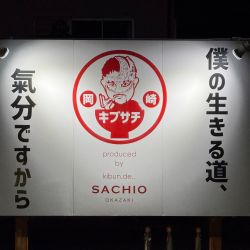 僕の生きる道、
氣分ですから
岡崎
キブサチ
produced
by
kibun.de..
SACHIO
OKAZAKI